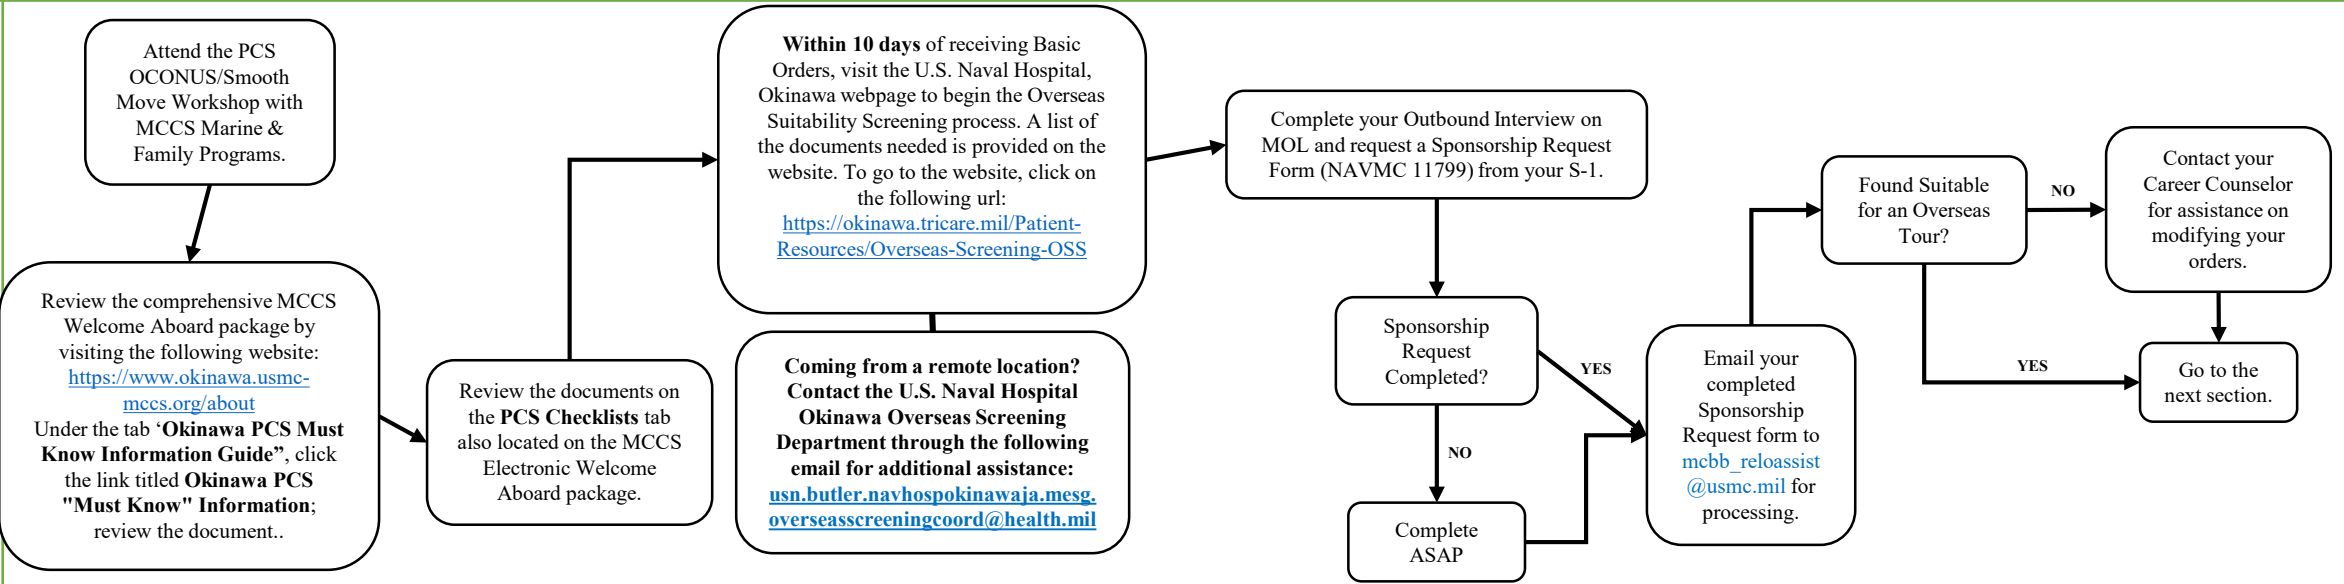 Attend the PCS
OCONUS/Smooth
Move Workshop with
MCCS Marine &
Family Programs.
Review the comprehensive MCCS
Welcome Aboard package by
visiting the following website:
https://www.okinawa.usmc-
mccs.org/about
Under the tab ‘Okinawa PCS Must
Know Information Guide”, click
the link titled Okinawa PCS
"Must Know" Information;
review the document..
Review the documents on
the PCS Checklists tab
also located on the MCCS
Electronic Welcome
Aboard package.
Within 10 days of receiving Basic
Orders, visit the U.S. Naval Hospital,
Okinawa webpage to begin the Overseas
Suitability Screening process. A list of
the documents needed is provided on the
website. To go to the website, click on
the following url:
https://okinawa.tricare.mil/Patient-
Resources/Overseas-Screening-OSS
Coming from a remote location?
Contact the U.S. Naval Hospital
Okinawa Overseas Screening
Department through the following
email for additional assistance:
usn.butler.navhospokinawaja.mesg.
overseasscreeningcoord@health.mil
Complete your Outbound Interview on
MOL and request a Sponsorship Request
Form (NAVMC 11799) from your S-1.
Sponsorship
Request
Completed?
YES
NO
Complete
ASAP
Email your
completed
Sponsorship
Request form to
mcbb_reloassist
@usmc.mil for
processing.
Found Suitable
for an Overseas
Tour?
NO
YES
Contact your
Career Counselor
for assistance on
modifying your
orders.
Go to the
next section.